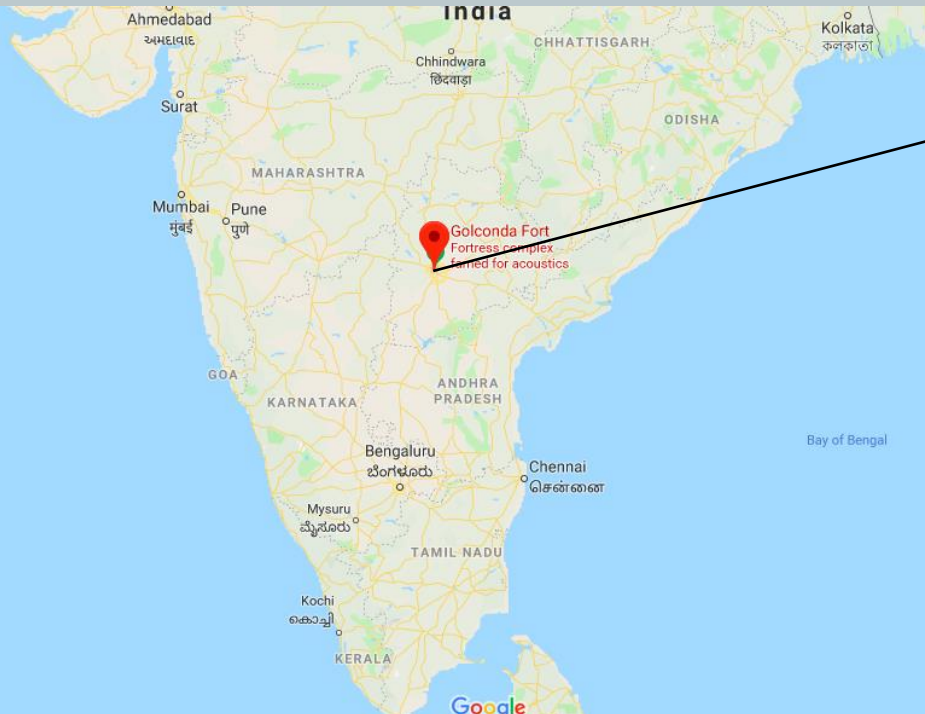 India
Ahmedabad
અમદાવાદ
Kolkata
কলকাতা
CHHATTISGARH
Chhindwara
छिंदवाड़ा
Surat
ODISHA
MAHARASHTRA
Mumbai
मुंबई
Pune
पुणे
Golconda Fort
Fortress complex
famed for acoustics
GOA
KARNATAKA
ANDHRA
PRADESH
Bay of Bengal
Bengaluru
ಬೆಂಗಳೂರು
Chennai
சென்னை
Mysuru
ಮೈಸೂರು
TAMIL NADU
Kochi
കൊച്ചി
KERALA
Google